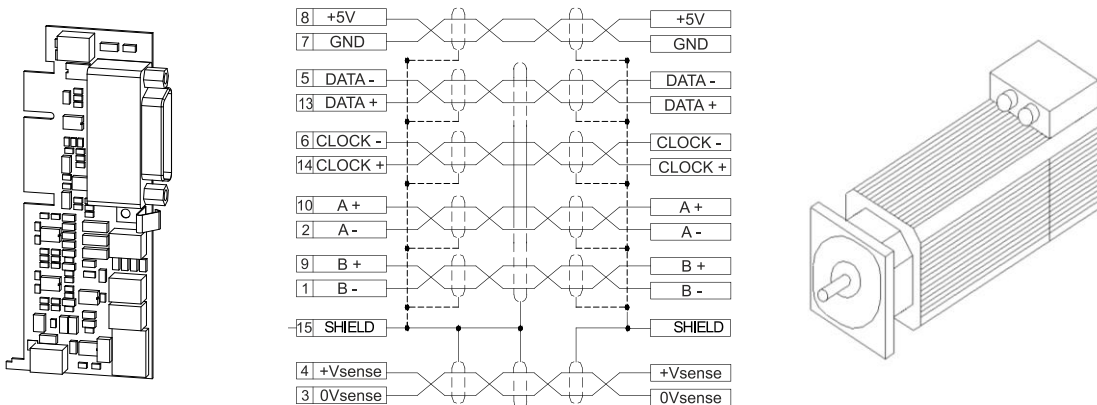 8 +5V +5V
7 GND GND
5 DATA - DATA -
13 DATA + DATA +
6 CLOCK - CLOCK -
14 CLOCK + CLOCK +
10 A + A +
2 A - A -
9 B + B +
1 B - B -
15 SHIELD SHIELD
4 +Vsense +Vsense
3 0Vsense 0Vsense